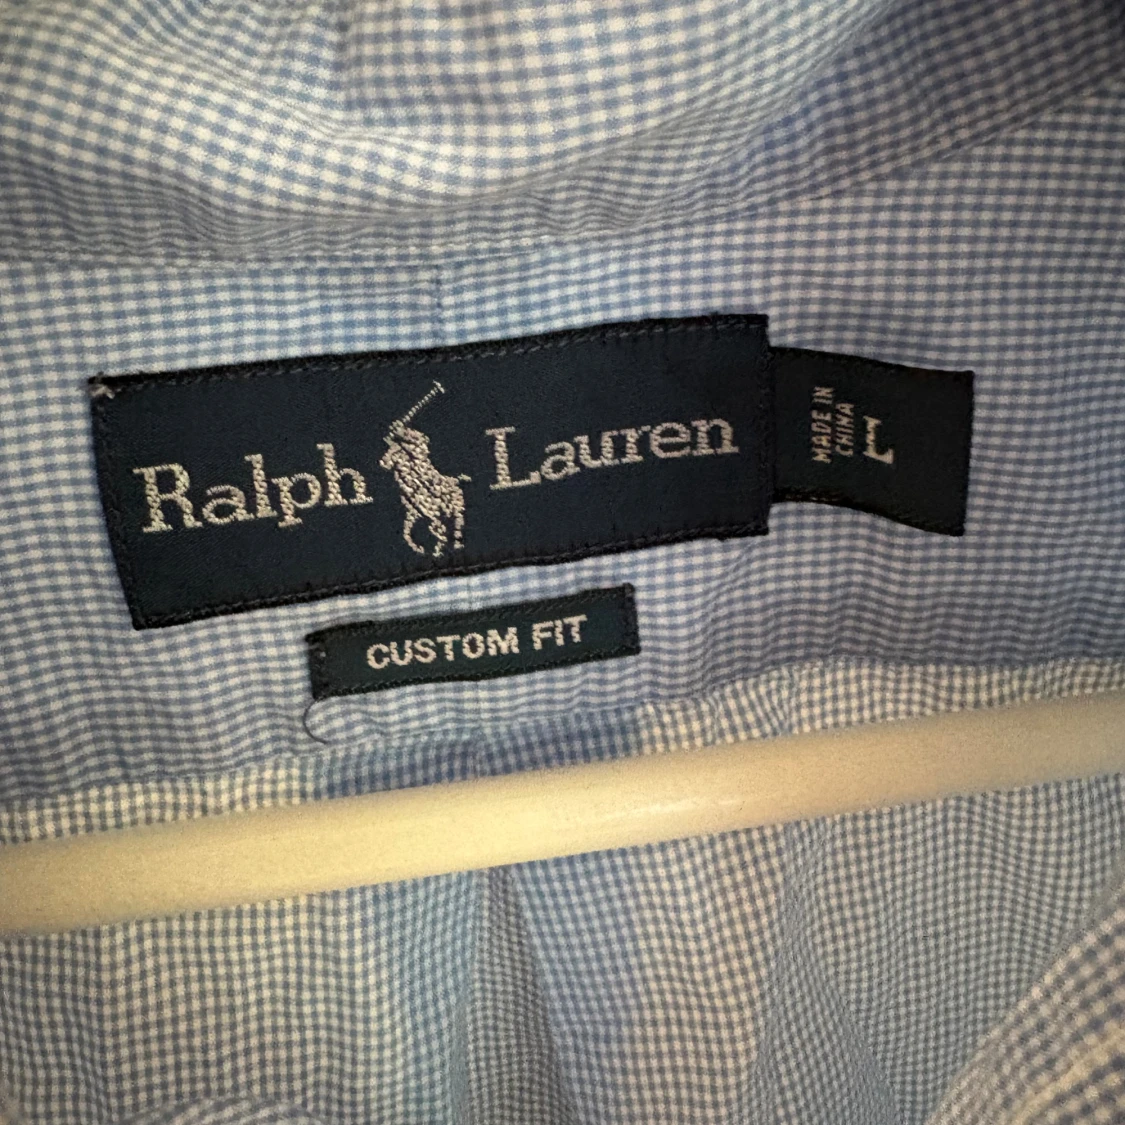 Ralph Lauren
MADE IN
CHINA
L
CUSTOM FIT